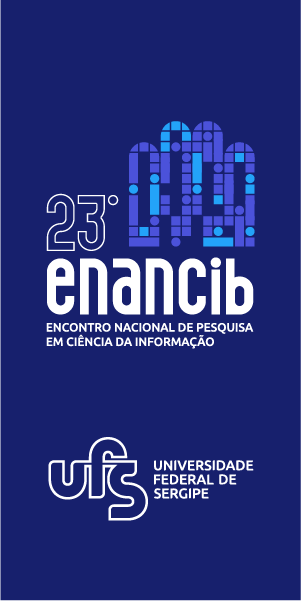 23°
enancib
ENCONTRO NACIONAL DE PESQUISA
EM CIÊNCIA DA INFORMAÇÃO
ufs
UNIVERSIDADE
FEDERAL DE
SERGIPE